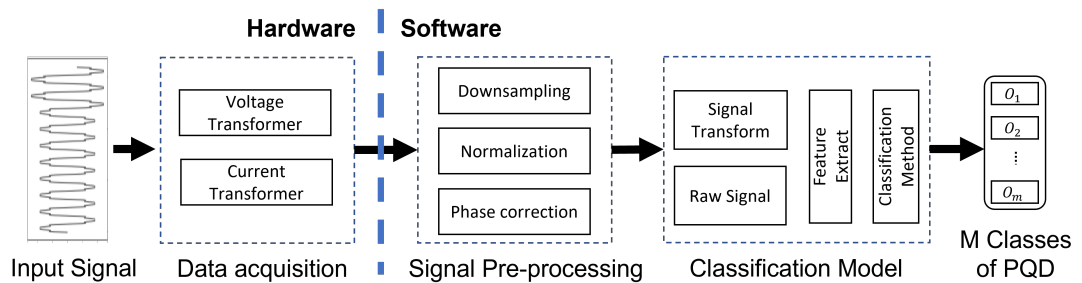 Hardware
Software
Voltage
Transformer
Current
Transformer
Downsampling
Normalization
Phase correction
Signal
Transform
Raw Signal
Feature
Extract
Classification
Method
O₁
O₂
⁞
Oₘ
Input Signal
Data acquisition
Signal Pre-processing
Classification Model
M Classes
of PQD